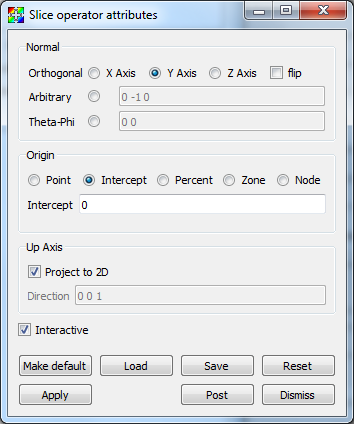 Slice operator attributes
Normal
Orthogonal X Axis Y Axis Z Axis flip
Arbitrary 0 -1 0
Theta-Phi 0 0
Origin
Point Intercept Percent Zone Node
Intercept 0
Up Axis
Project to 2D
Direction 0 0 1
Interactive
Make default Load Save Reset
Apply Post Dismiss